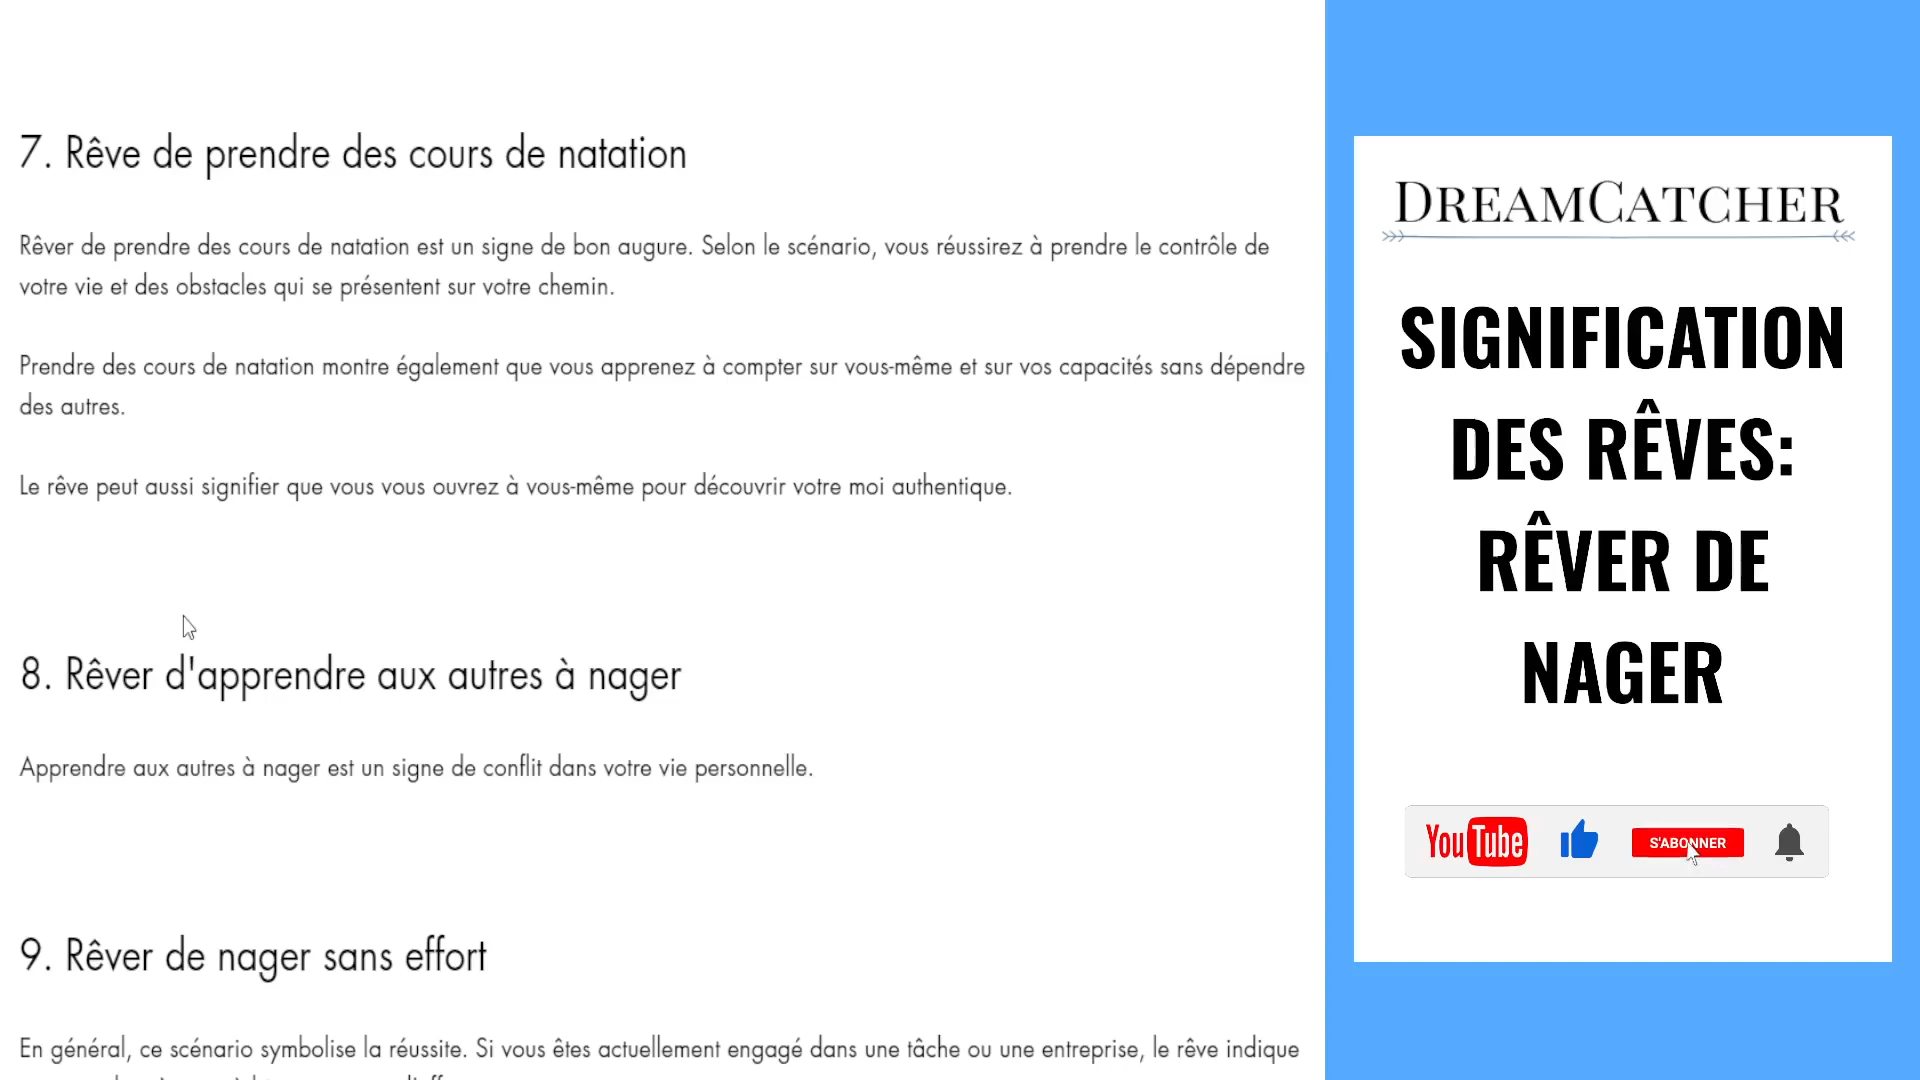 7. Rêve de prendre des cours de natation
Rêver de prendre des cours de natation est un signe de bon augure. Selon le scénario, vous réussirez à prendre le contrôle de
votre vie et des obstacles qui se présentent sur votre chemin.
Prendre des cours de natation montre également que vous apprenez à compter sur vous-même et sur vos capacités sans dépendre
des autres.
Le rêve peut aussi signifier que vous vous ouvrez à vous-même pour découvrir votre moi authentique.
8. Rêver d'apprendre aux autres à nager
Apprendre aux autres à nager est un signe de conflit dans votre vie personnelle.
9. Rêver de nager sans effort
En général, ce scénario symbolise la réussite. Si vous êtes actuellement engagé dans une tâche ou une entreprise, le rêve indique
DREAMCATCHER
SIGNIFICATION
DES RÊVES:
RÊVER DE
NAGER
YouTube
S'ABONNER